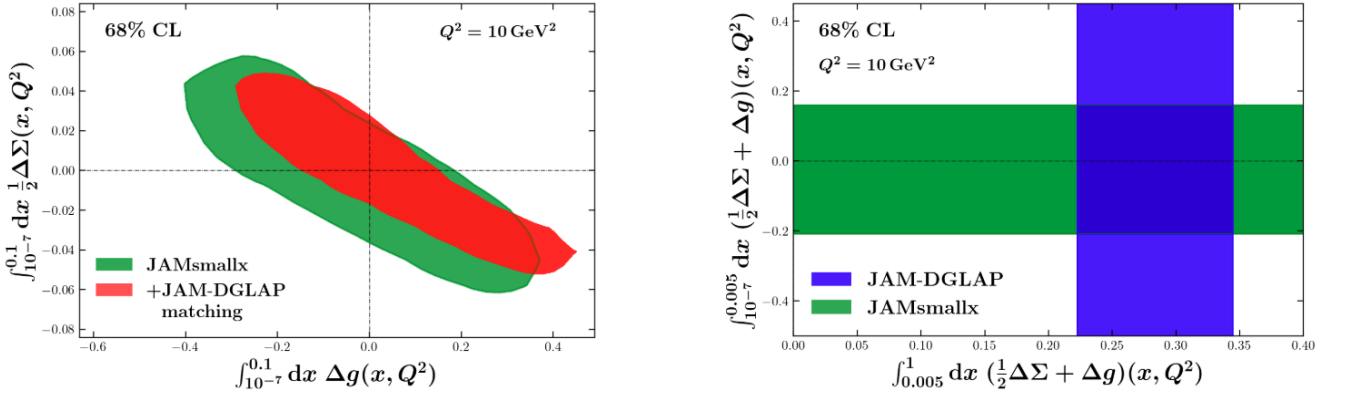 68% CL
Q² = 10 GeV²
0.08
0.06
0.04
0.02
0.00
−0.02
−0.04
−0.06
−0.08
∫₁₀₋₇^0.1 dx ½ΔΣ(x, Q²)
JAMsmallx
+JAM-DGLAP
matching
−0.6 −0.4 −0.2 0.0 0.2 0.4
∫₁₀₋₇^0.1 dx Δg(x, Q²)
68% CL
Q² = 10 GeV²
0.4
0.2
0.0
−0.2
−0.4
∫₁₀₋₇^0.005 dx (½ΔΣ + Δg)(x, Q²)
JAM-DGLAP
JAMsmallx
0.00 0.05 0.10 0.15 0.20 0.25 0.30 0.35 0.40
∫₀.₀₀₅^1 dx (½ΔΣ + Δg)(x, Q²)